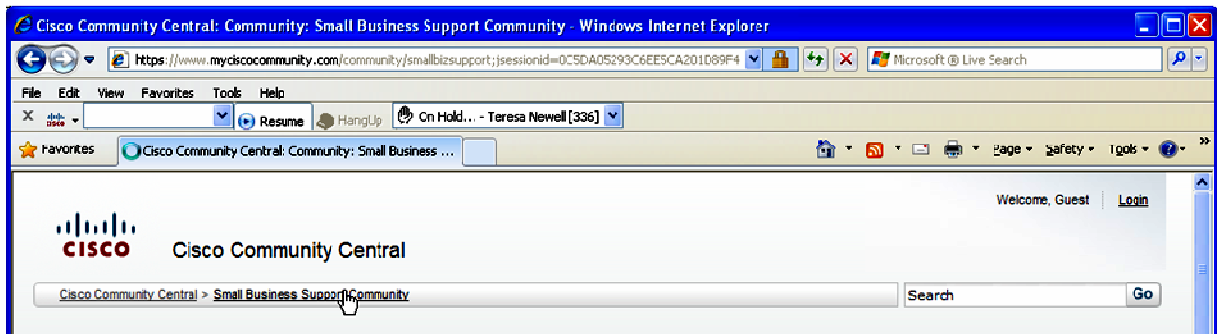 Cisco Community Central: Community: Small Business Support Community - Windows Internet Explorer
https://www.myciscocommunity.com/community/smallbizsupport;jsessionid=0C5DA05293C6EE5CA201D89F4
Microsoft ® Live Search
File Edit View Favorites Tools Help
X Resume HangUp On Hold... - Teresa Newell [336]
Favorites Cisco Community Central: Community: Small Business ... Page Safety Tools
Welcome, Guest Login
CISCO Cisco Community Central
Cisco Community Central > Small Business Support Community Search Go